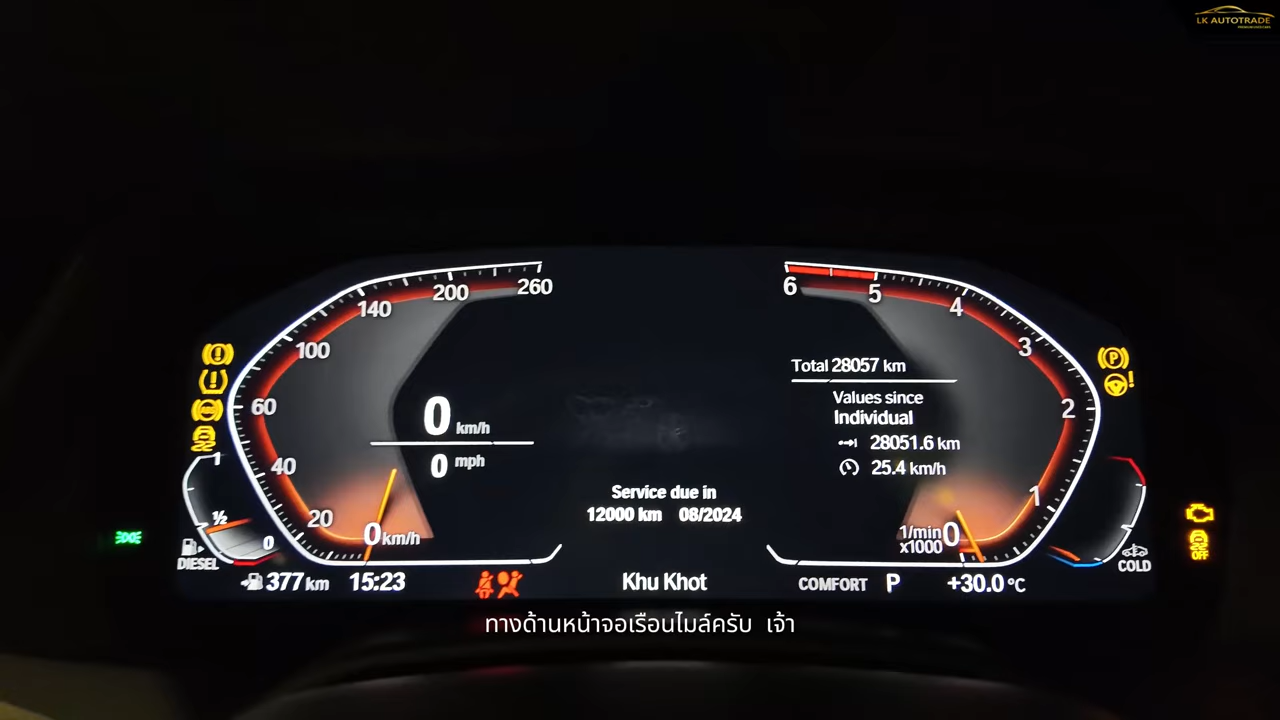 LK AUTOTRADE
260
200
140
100
60
40
20
0 km/h
0 km/h
0 mph
6
5
4
3
2
1
0
1/min
x1000
Total 28057 km
Values since
Individual
28051.6 km
25.4 km/h
Service due in
12000 km 08/2024
1
½
0
DIESEL
377 km
15:23
Khu Khot
COMFORT P
+30.0 °C
COLD
P
ABS
OFF
ทางด้านหน้าจอเรือนไมล์ครับ เจ้า